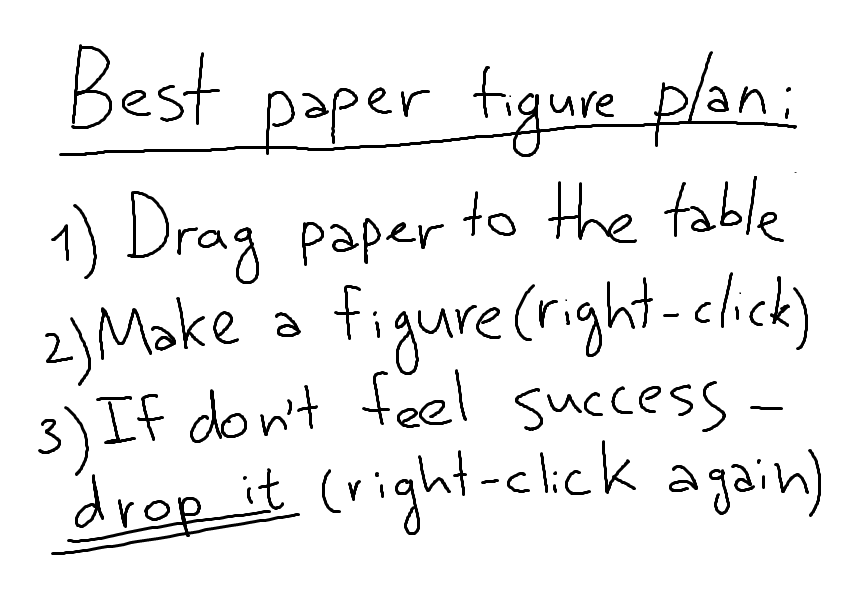 Best paper figure plan:
1) Drag paper to the table
2) Make a figure (right-click)
3) If don't feel success -
drop it (right-click again)